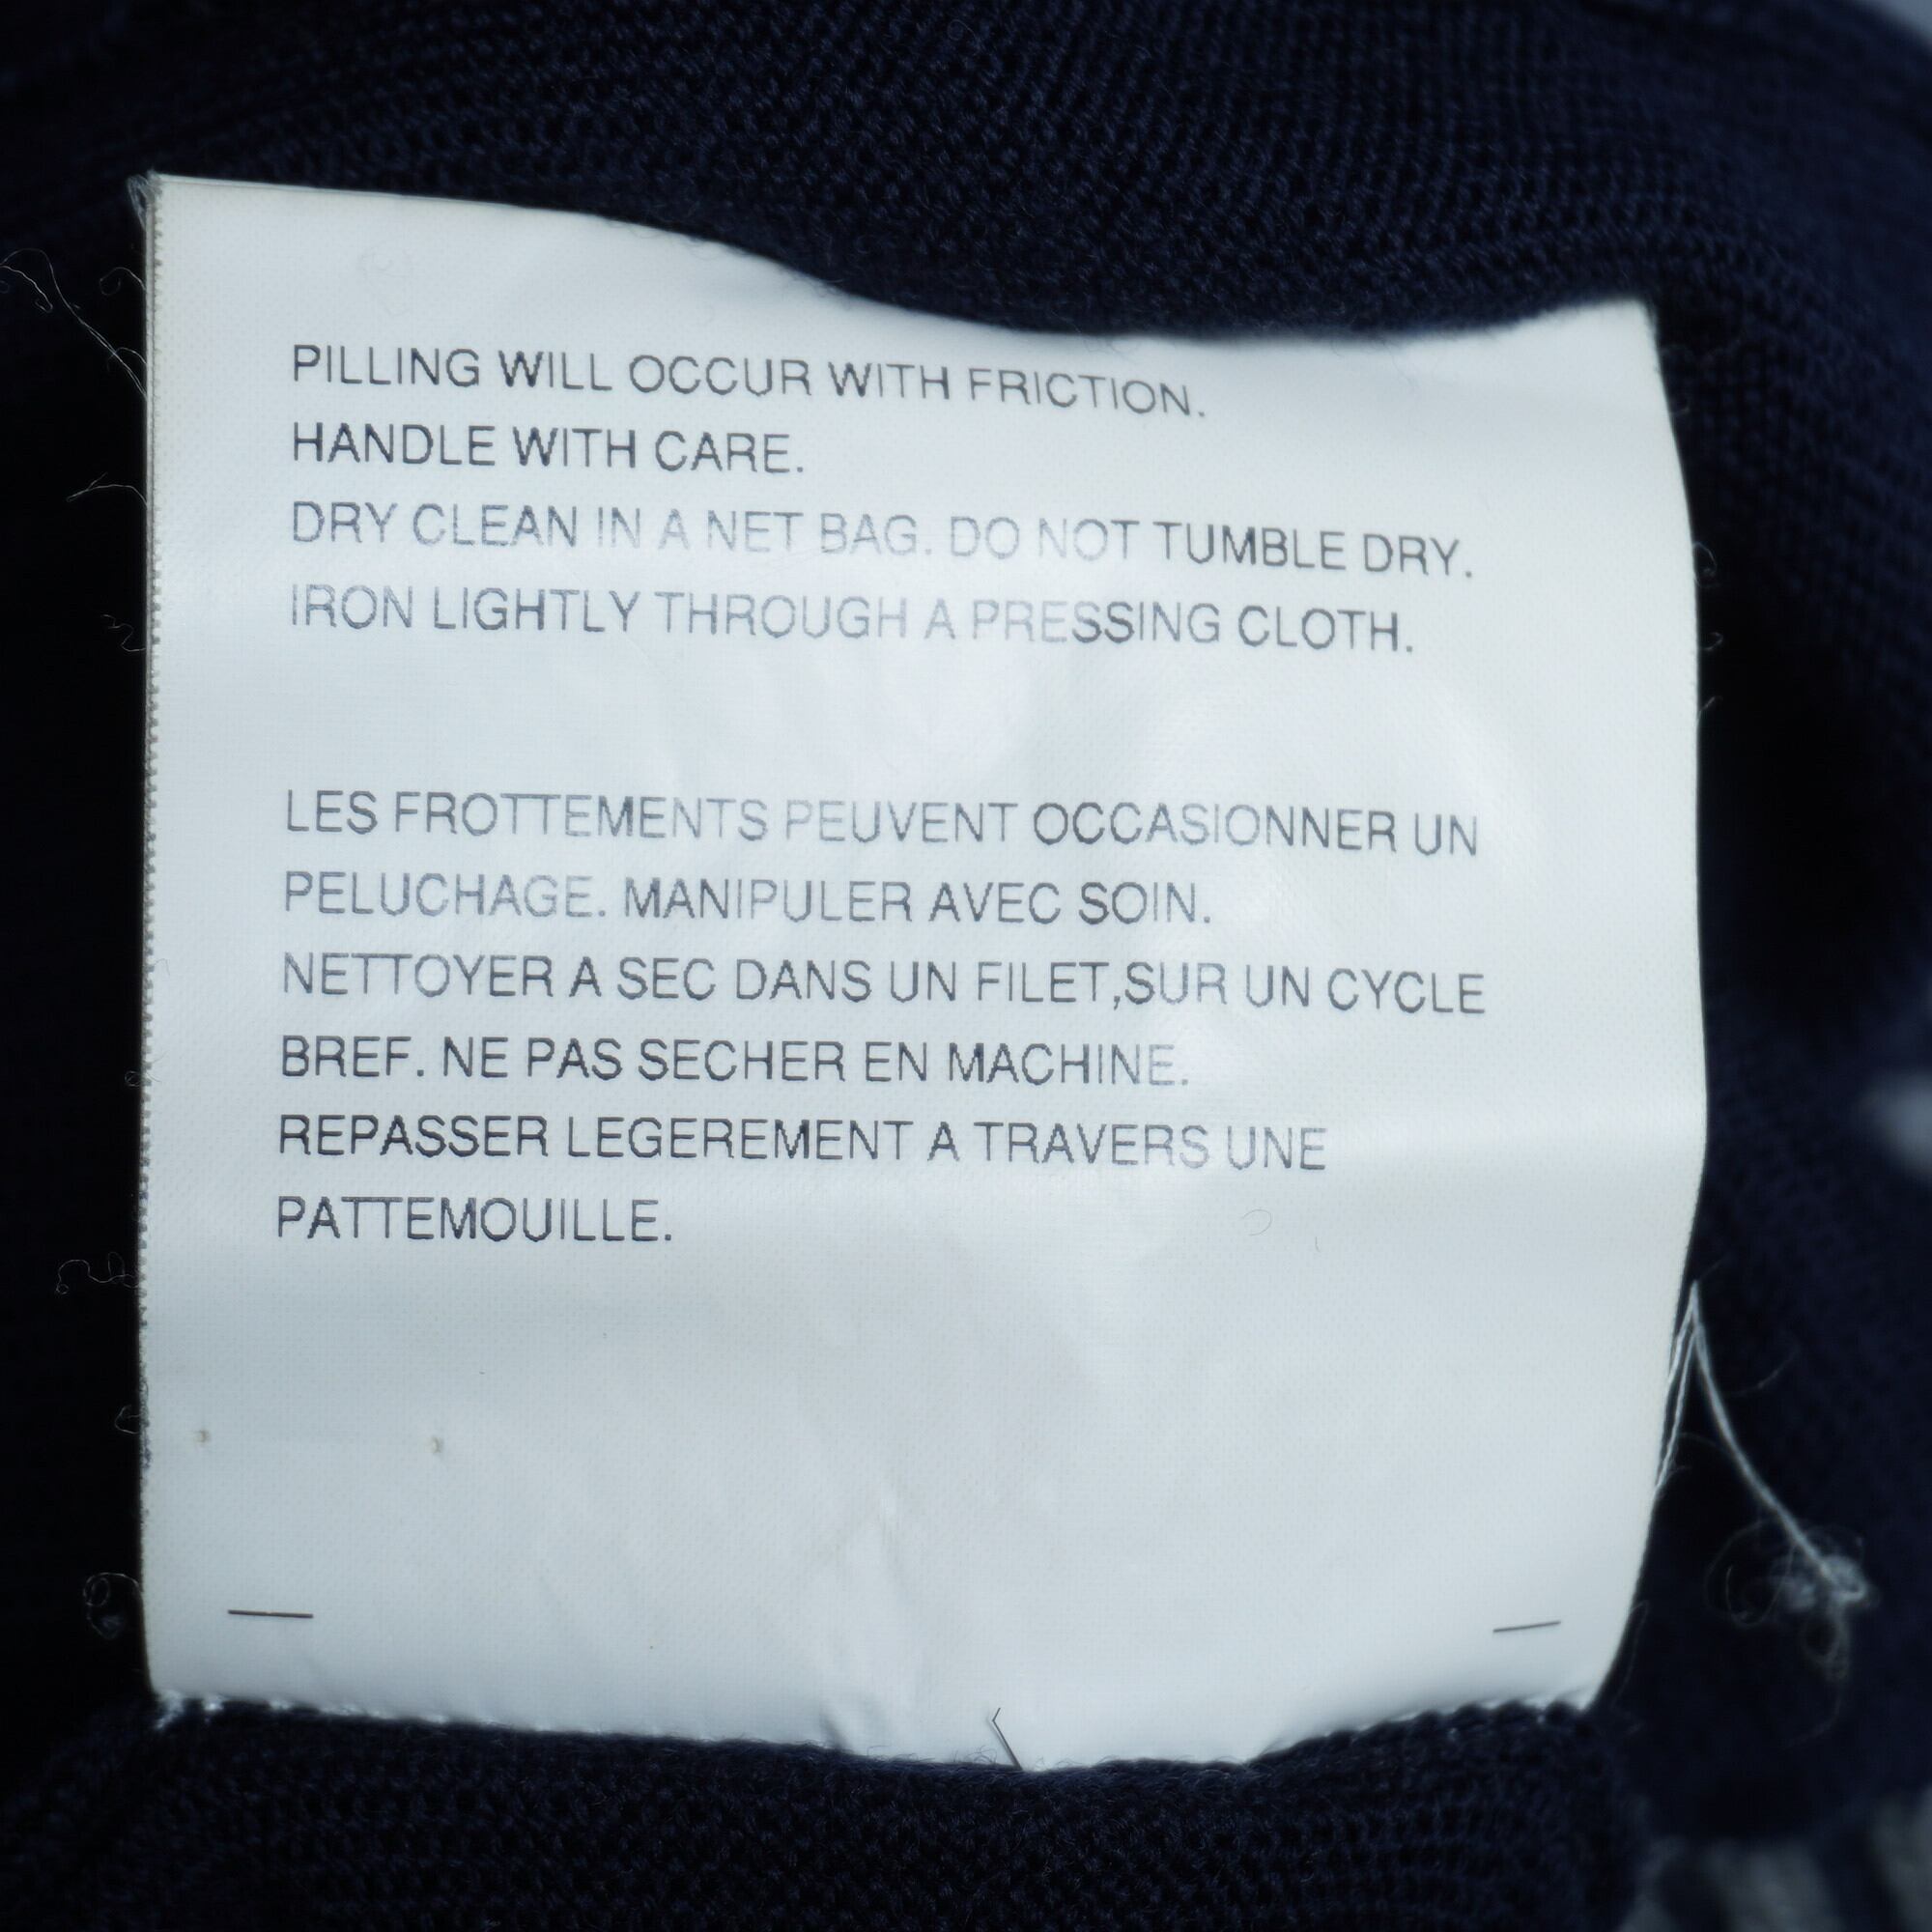 PILLING WILL OCCUR WITH FRICTION.
HANDLE WITH CARE.
DRY CLEAN IN A NET BAG. DO NOT TUMBLE DRY.
IRON LIGHTLY THROUGH A PRESSING CLOTH.
LES FROTTEMENTS PEUVENT OCCASIONNER UN
PELUCHAGE. MANIPULER AVEC SOIN.
NETTOYER A SEC DANS UN FILET,SUR UN CYCLE
BREF. NE PAS SECHER EN MACHINE.
REPASSER LEGEREMENT A TRAVERS UNE
PATTEMOUILLE.